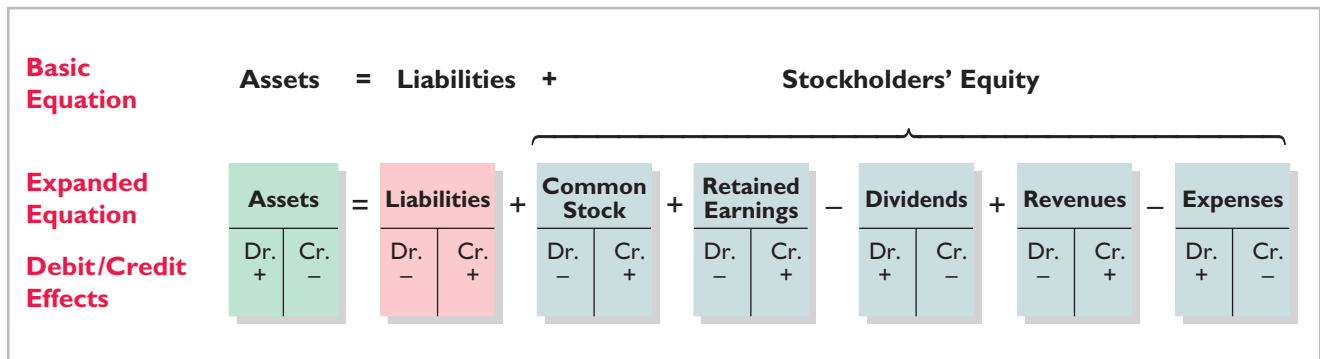 Basic
Equation
Assets = Liabilities + Stockholders’ Equity
Expanded
Equation
Assets = Liabilities + Common
Stock + Retained
Earnings – Dividends + Revenues – Expenses
Debit/Credit
Effects
Dr. Cr. Dr. Cr. Dr. Cr. Dr. Cr. Dr. Cr. Dr. Cr. Dr. Cr.
+ – – + – + – + + – – + + –